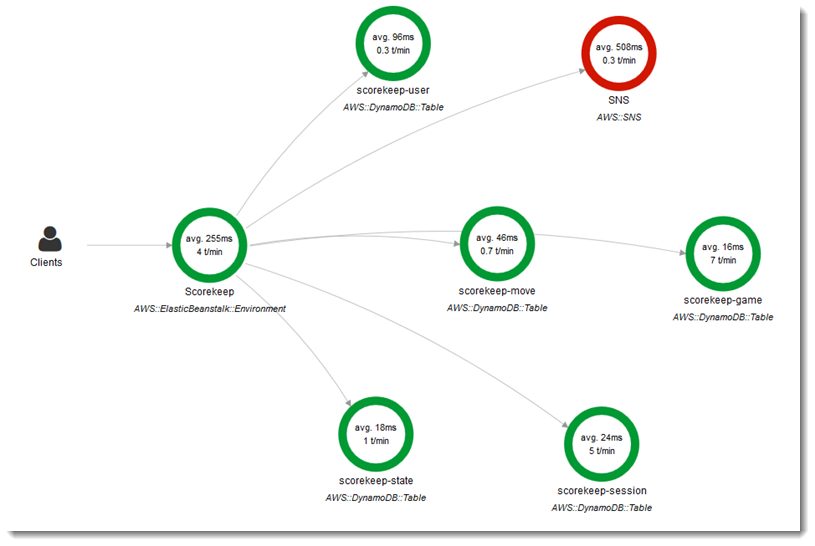 avg. 96ms
0.3 t/min
scorekeep-user
AWS::DynamoDB::Table
avg. 508ms
0.3 t/min
SNS
AWS::SNS
Clients
avg. 255ms
4 t/min
Scorekeep
AWS::ElasticBeanstalk::Environment
avg. 46ms
0.7 t/min
scorekeep-move
AWS::DynamoDB::Table
avg. 16ms
7 t/min
scorekeep-game
AWS::DynamoDB::Table
avg. 18ms
1 t/min
scorekeep-state
AWS::DynamoDB::Table
avg. 24ms
5 t/min
scorekeep-session
AWS::DynamoDB::Table